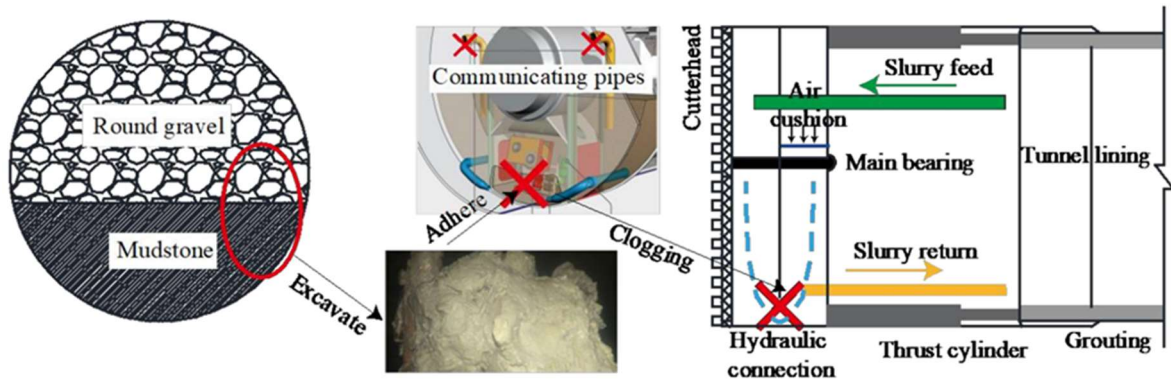 Round gravel
Mudstone
Excavate
Communicating pipes
Adhere
Clogging
Cutterhead
Slurry feed
Air
cushion
Main bearing
Tunnel lining
Slurry return
Hydraulic
connection
Thrust cylinder
Grouting